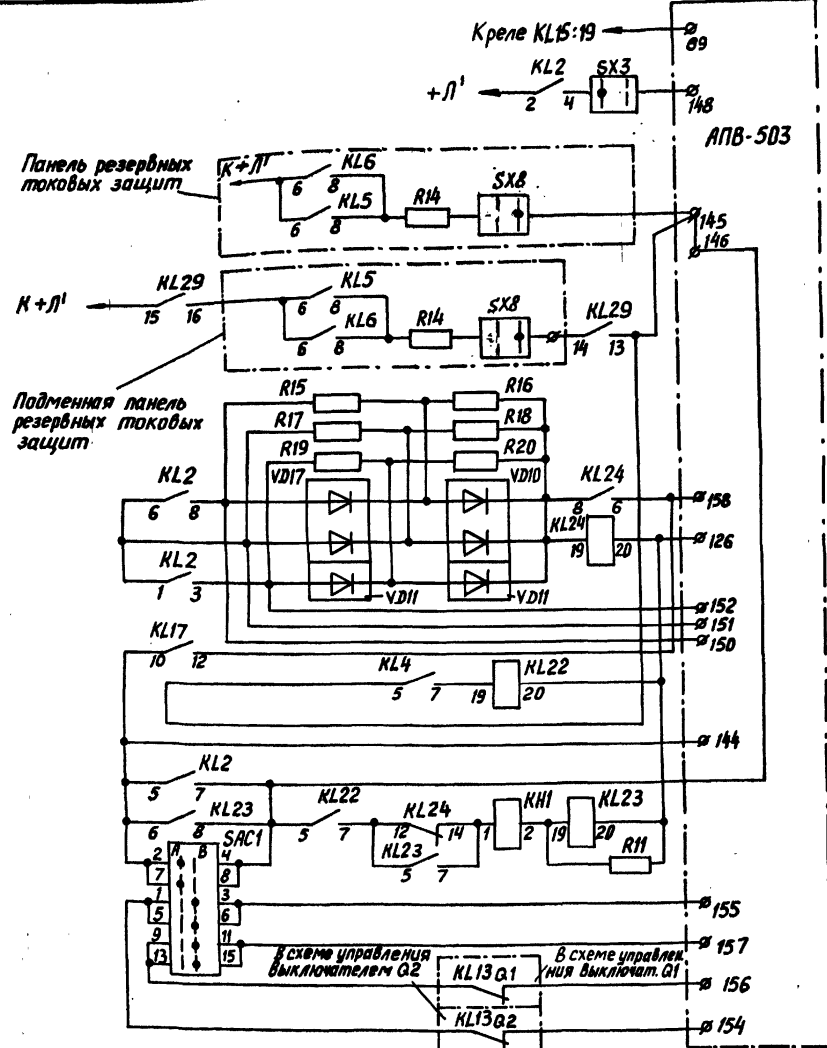 К реле KL15:19
89
KL2 SX3
+Л' 2 4 148
АПВ-503
Панель резервных
токовых защит
К+Л'
KL6
6 8
KL5
6 8
R14
SX8
145
146
KL29
К+Л'
15 16
KL5
6 8
KL6
6 8
R14
SX8
KL29
14 13
Подменная панель
резервных токовых
защит
R15 R16
R17 R18
R19 R20
VD17 VD10
KL2
6 8
KL24
8 6
158
KL24
19 20
126
KL2
1 3
VD11 VD11
152
151
150
KL17
10 12
KL4
5 7
KL22
19 20
144
KL2
5 7
KL23
6 8
SAC1
KL22
5 7
KL24
12 14
KL23
5 7
KH1
1 2
KL23
19 20
R11
A B
2 4
7 8
1 3
5 6
9 11
13 15
155
157
В схеме управления
выключателем Q2
В схеме управлен
ния выключат. Q1
KL13 Q1
156
KL13 Q2
154